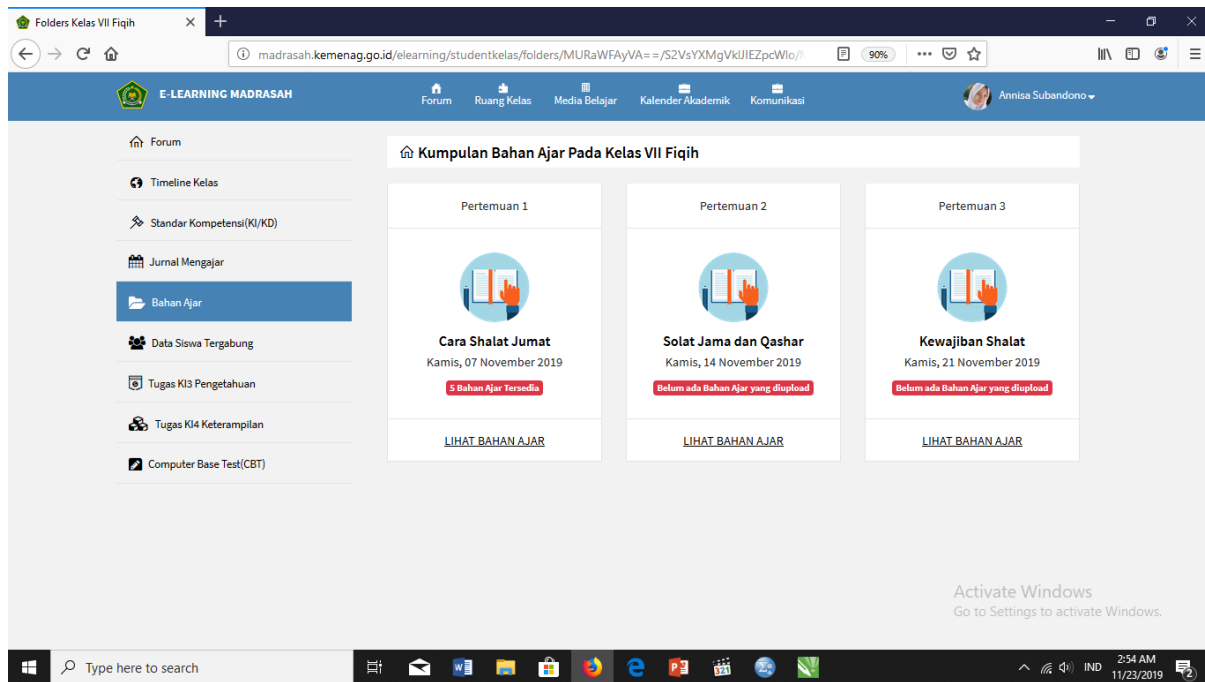 Folders Kelas VII Fiqih
madrasah.kemenag.go.id/elearning/studentkelas/folders/MURaWFAyVA==/S2VsYXMgVklJIEZpcWlo/
90%
E-LEARNING MADRASAH
Forum
Ruang Kelas
Media Belajar
Kalender Akademik
Komunikasi
Annisa Subandono
Forum
Timeline Kelas
Standar Kompetensi(KI/KD)
Jurnal Mengajar
Bahan Ajar
Data Siswa Tergabung
Tugas KI3 Pengetahuan
Tugas KI4 Keterampilan
Computer Base Test(CBT)
Kumpulan Bahan Ajar Pada Kelas VII Fiqih
Pertemuan 1
Cara Shalat Jumat
Kamis, 07 November 2019
5 Bahan Ajar Tersedia
LIHAT BAHAN AJAR
Pertemuan 2
Solat Jama dan Qashar
Kamis, 14 November 2019
Belum ada Bahan Ajar yang diupload
LIHAT BAHAN AJAR
Pertemuan 3
Kewajiban Shalat
Kamis, 21 November 2019
Belum ada Bahan Ajar yang diupload
LIHAT BAHAN AJAR
Activate Windows
Go to Settings to activate Windows.
Type here to search
IND
2:54 AM
11/23/2019
2